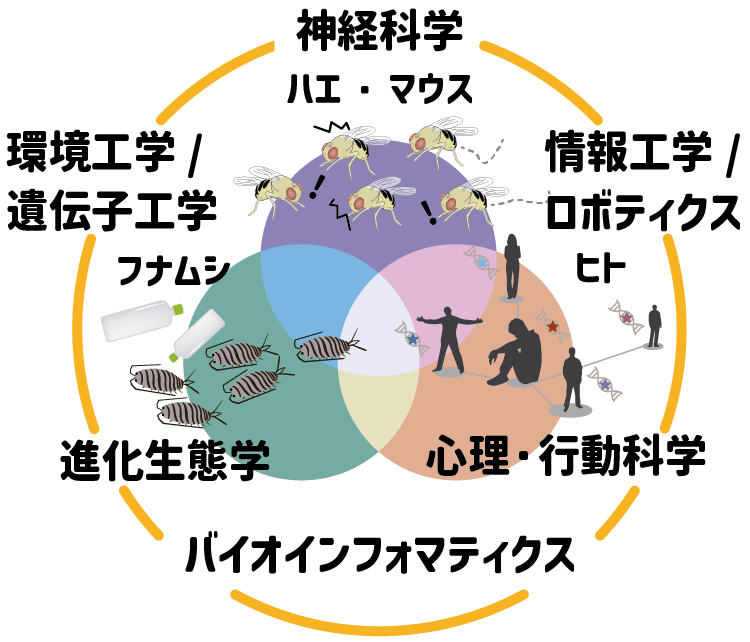 神経科学
ハエ ・ マウス
環境工学 /
遺伝子工学
情報工学 /
ロボティクス
フナムシ
ヒト
!
!
進化生態学
心理・行動科学
バイオインフォマティクス